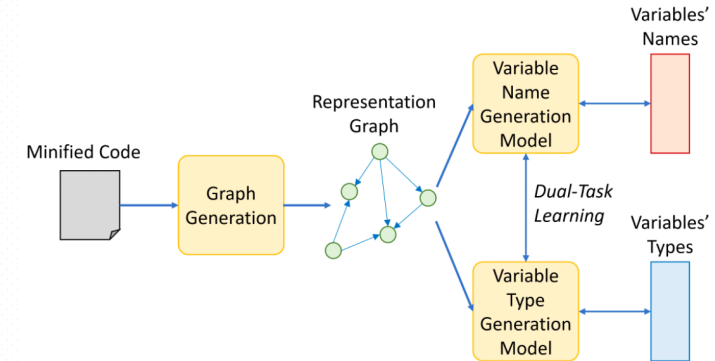 Minified Code
Graph
Generation
Representation
Graph
Variable
Name
Generation
Model
Variables’
Names
Dual-Task
Learning
Variable
Type
Generation
Model
Variables’
Types